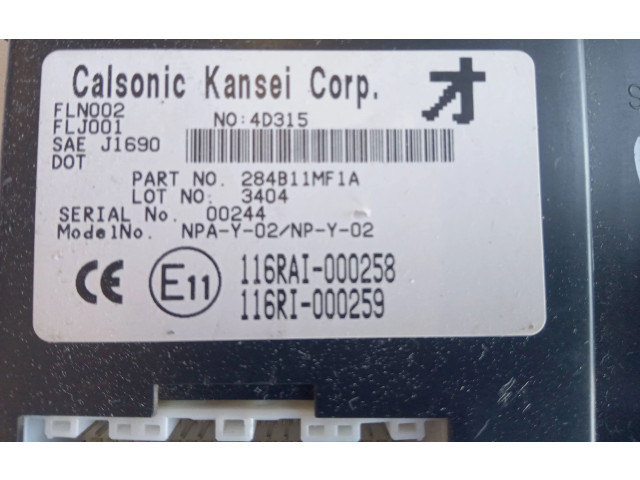 Calsonic Kansei Corp.
FLN002
FLJ001
NO:4D315
SAE J1690
DOT
PART NO. 284B11MF1A
LOT NO. 3404
SERIAL No. 00244
ModelNo. NPA-Y-02/NP-Y-02
CE E11 116RAI-000258
116RI-000259